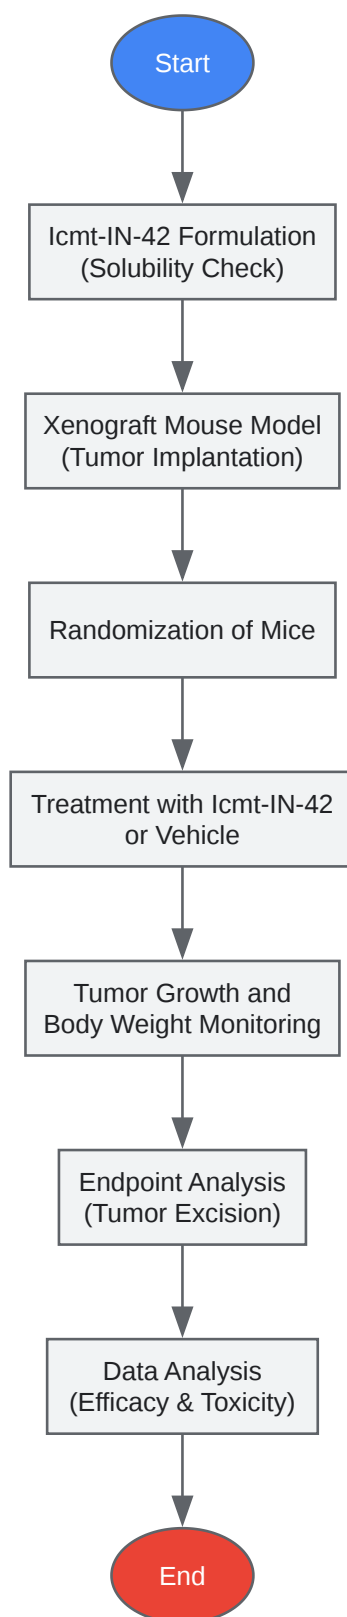 Start
Icmt-IN-42 Formulation
(Solubility Check)
Xenograft Mouse Model
(Tumor Implantation)
Randomization of Mice
Treatment with Icmt-IN-42
or Vehicle
Tumor Growth and
Body Weight Monitoring
Endpoint Analysis
(Tumor Excision)
Data Analysis
(Efficacy & Toxicity)
End